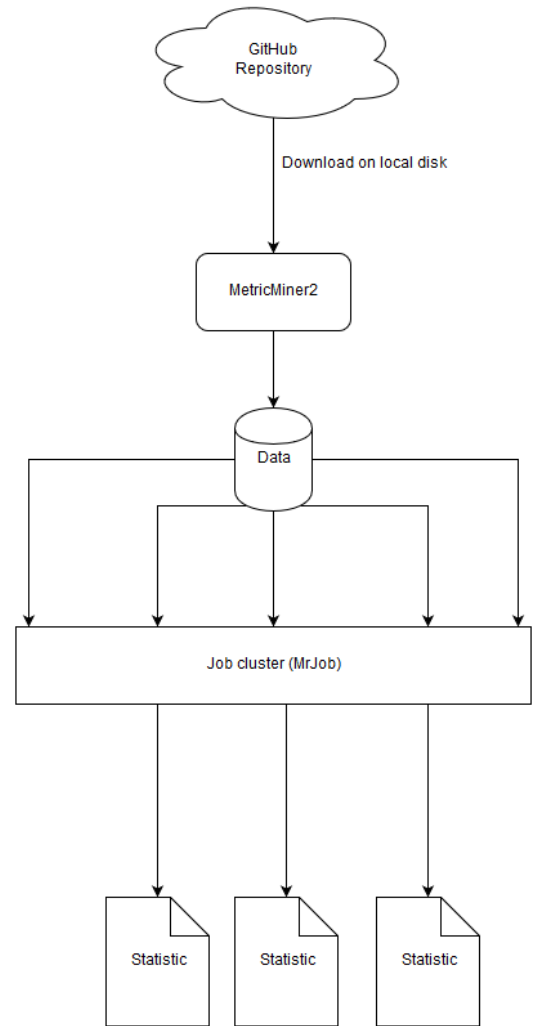 GitHub
Repository
Download on local disk
MetricMiner2
Data
Job cluster (MrJob)
Statistic
Statistic
Statistic